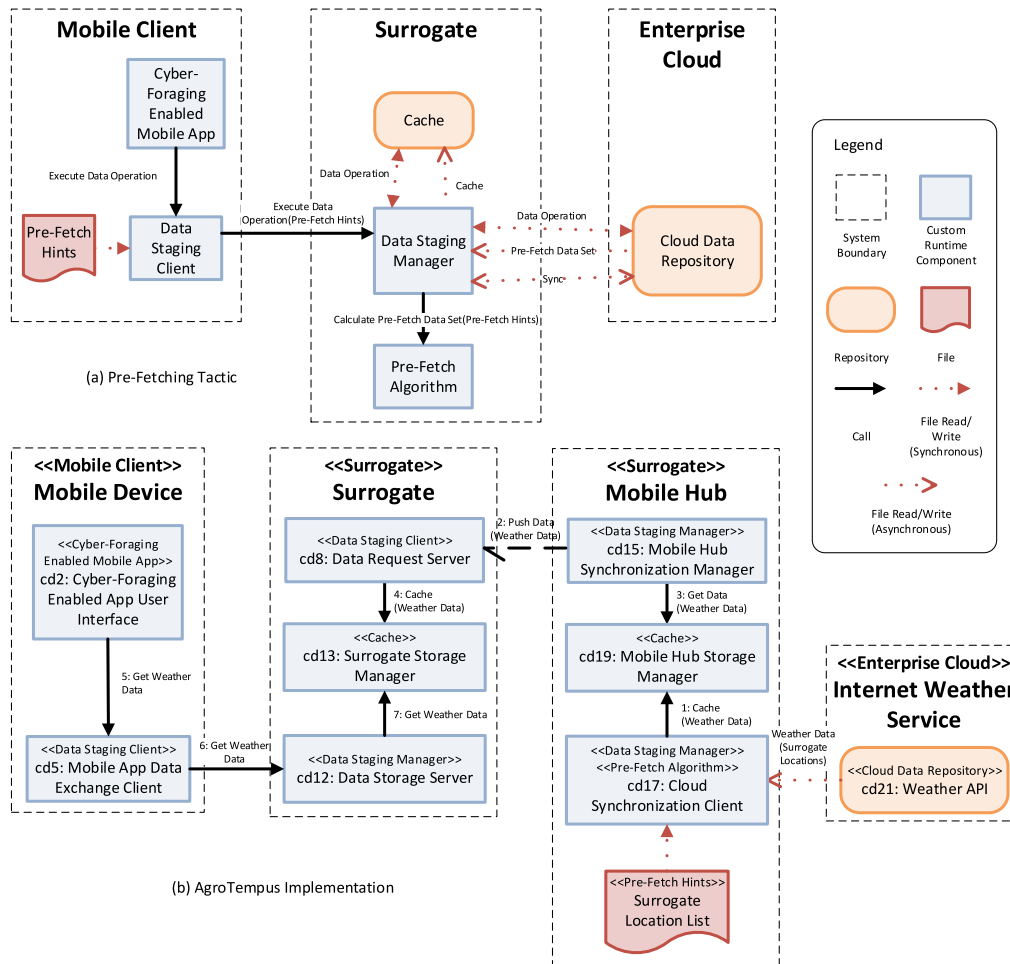 Mobile Client
Surrogate
Enterprise
Cloud
Cyber-
Foraging
Enabled
Mobile App
Execute Data Operation
Pre-Fetch
Hints
Data
Staging
Client
Execute Data
Operation(Pre-Fetch Hints)
Cache
Data Operation
Cache
Data Staging
Manager
Data Operation
Pre-Fetch Data Set
Sync
Cloud Data
Repository
Calculate Pre-Fetch Data Set(Pre-Fetch Hints)
Pre-Fetch
Algorithm
(a) Pre-Fetching Tactic
Legend
System
Boundary
Custom
Runtime
Component
Repository
File
Call
File Read/
Write
(Synchronous)
File Read/Write
(Asynchronous)
<<Mobile Client>>
Mobile Device
<<Cyber-Foraging
Enabled Mobile App>>
cd2: Cyber-Foraging
Enabled App User
Interface
5: Get Weather
Data
<<Data Staging Client>>
cd5: Mobile App Data
Exchange Client
6: Get Weather
Data
<<Surrogate>>
Surrogate
<<Data Staging Client>>
cd8: Data Request Server
4: Cache
(Weather Data)
<<Cache>>
cd13: Surrogate Storage
Manager
7: Get Weather Data
<<Data Staging Manager>>
cd12: Data Storage Server
2: Push Data
(Weather Data)
<<Surrogate>>
Mobile Hub
<<Data Staging Manager>>
cd15: Mobile Hub
Synchronization Manager
3: Get Data
(Weather Data)
<<Cache>>
cd19: Mobile Hub Storage
Manager
1: Cache
(Weather Data)
<<Data Staging Manager>>
<<Pre-Fetch Algorithm>>
cd17: Cloud
Synchronization Client
<<Pre-Fetch Hints>>
Surrogate
Location List
Weather Data
(Surrogate
Locations)
<<Enterprise Cloud>>
Internet Weather
Service
<<Cloud Data Repository>>
cd21: Weather API
(b) AgroTempus Implementation